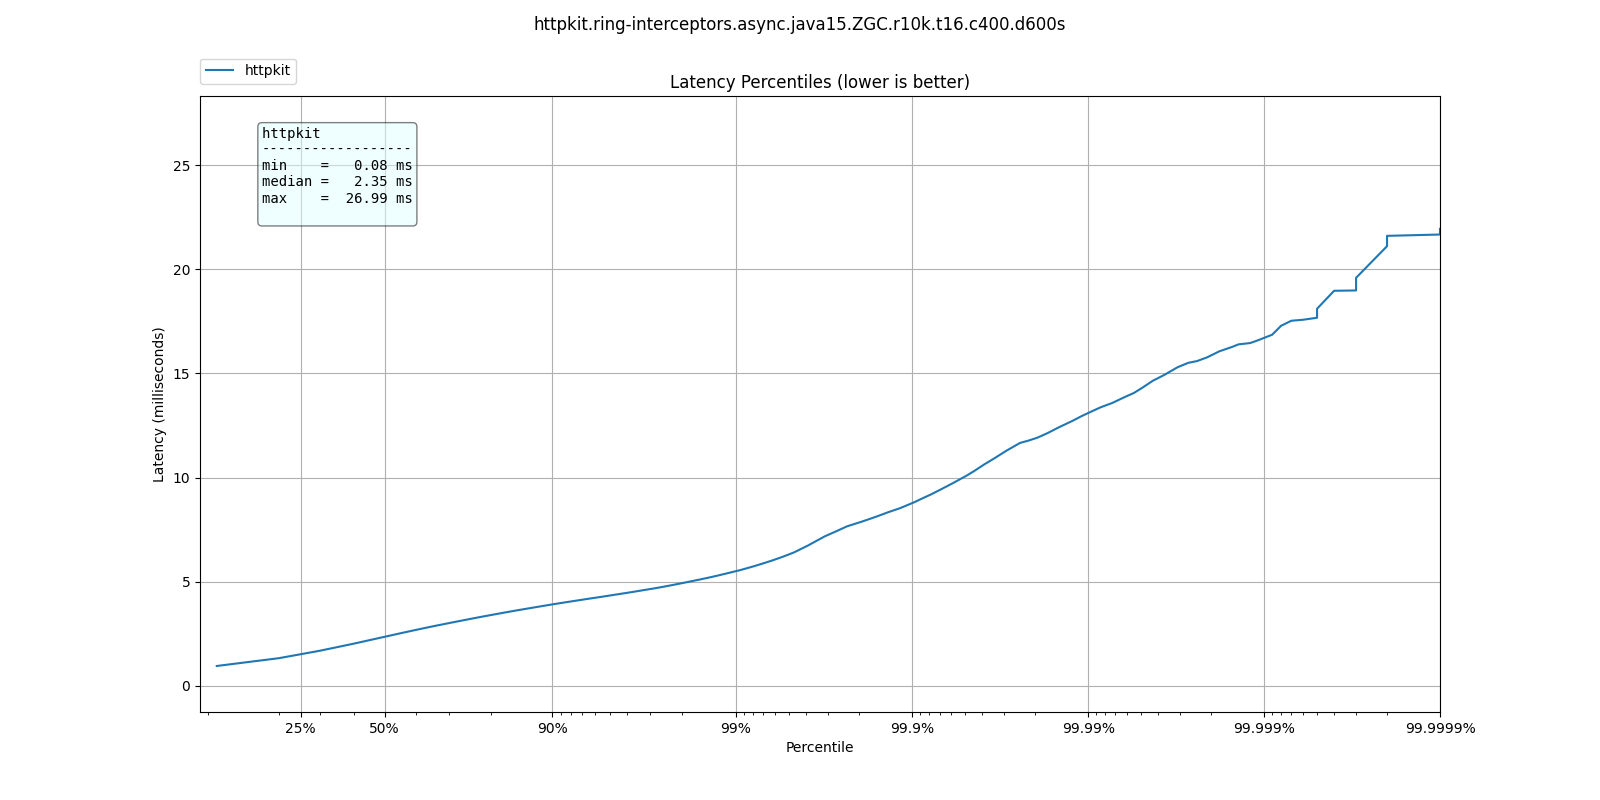 httpkit.ring-interceptors.async.java15.ZGC.r10k.t16.c400.d600s
httpkit
Latency Percentiles (lower is better)
httpkit
------------------
min    =   0.08 ms
median =   2.35 ms
max    =  26.99 ms
25
20
15
10
5
0
Latency (milliseconds)
25% 50% 90% 99% 99.9% 99.99% 99.999% 99.9999%
Percentile